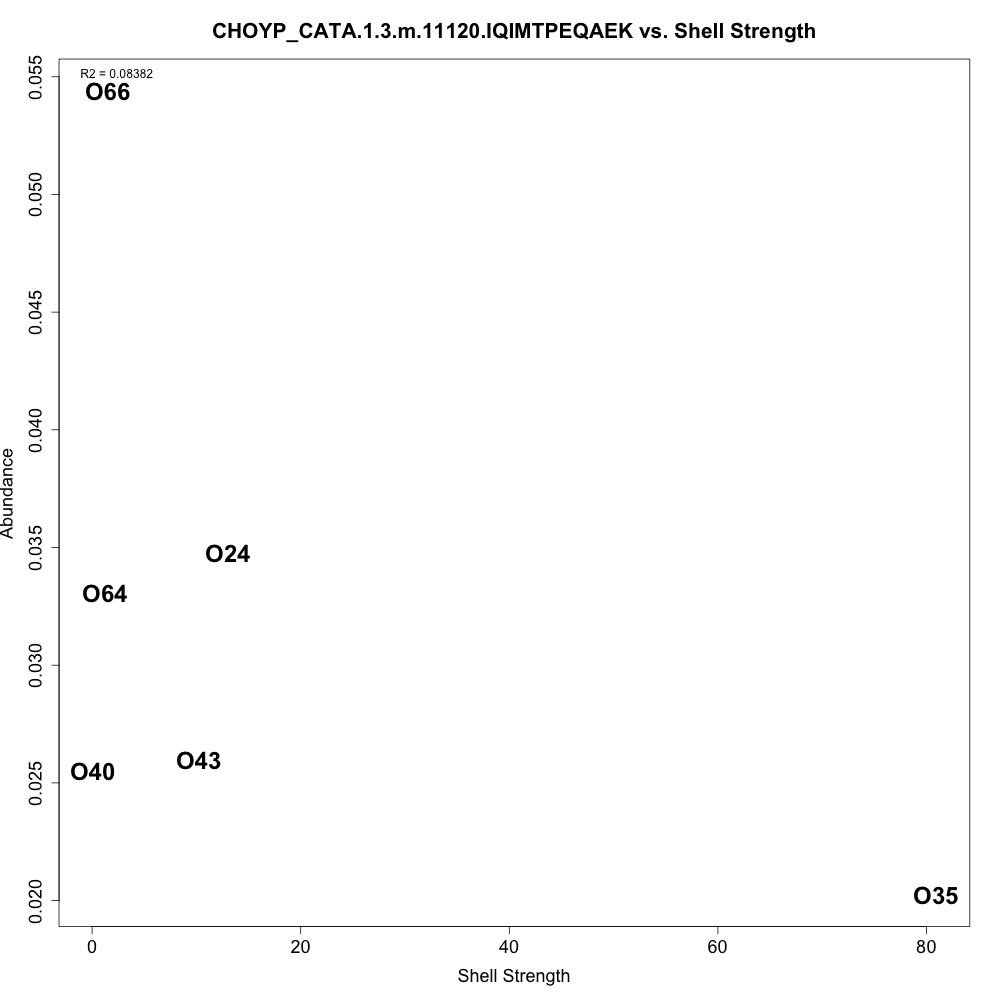 CHOYP_CATA.1.3.m.11120.IQIMTPEQAEK vs. Shell Strength
R2 = 0.08382
O66
O24
O64
O43
O40
O35
0.055
0.050
0.045
0.040
0.035
0.030
0.025
0.020
Abundance
0 20 40 60 80
Shell Strength